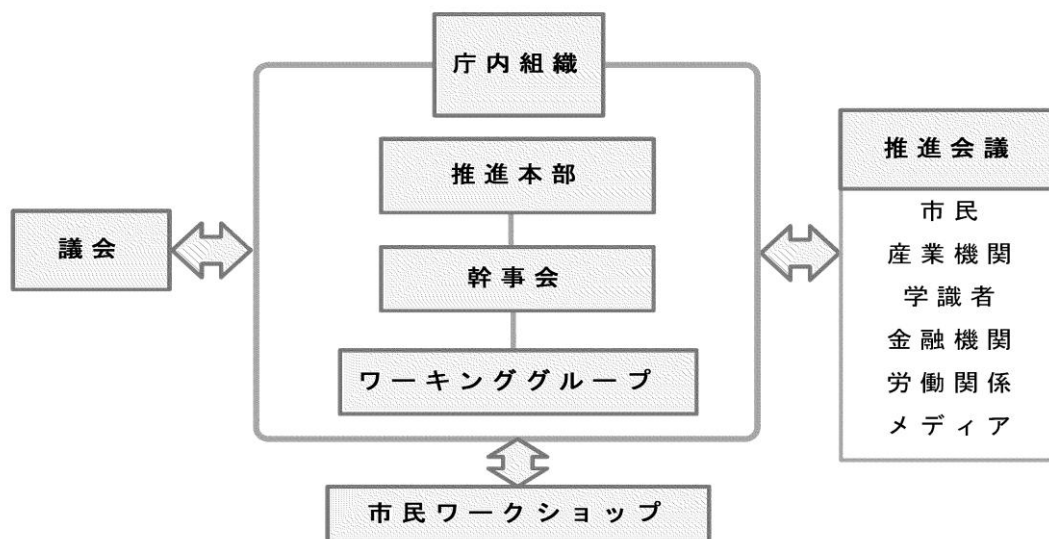 庁内組織
推進本部
幹事会
ワーキンググループ
議会
推進会議
市民
産業機関
学識者
金融機関
労働関係
メディア
市民ワークショップ